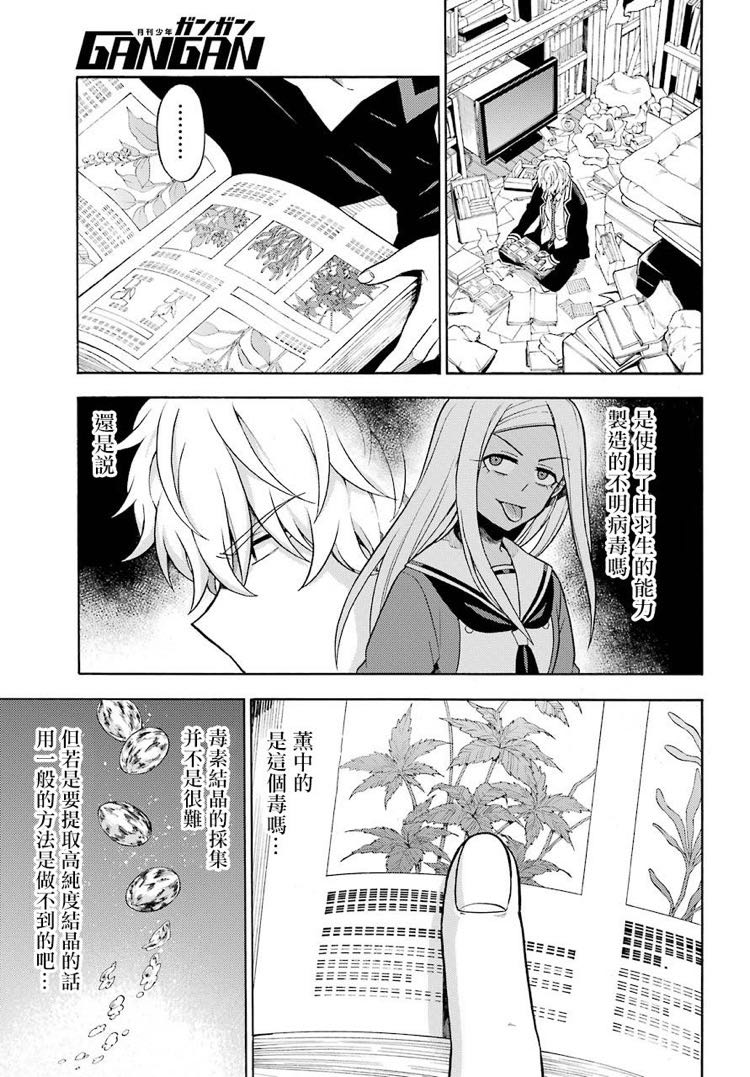 月刊少年
ガンガン
GANGAN
………
是使用了由羽生的能力
製造的不明病毒嗎
還是説
薫中的
是這個毒嗎…
毒素結晶的採集
并不是很難
但若是要提取高純度結晶的話
用一般的方法是做不到的吧…